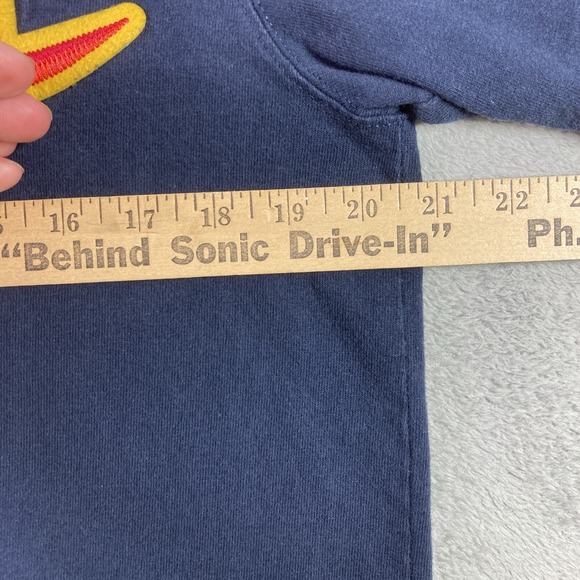 16 17 18 19 20 21 22
“Behind Sonic Drive-In” Ph.